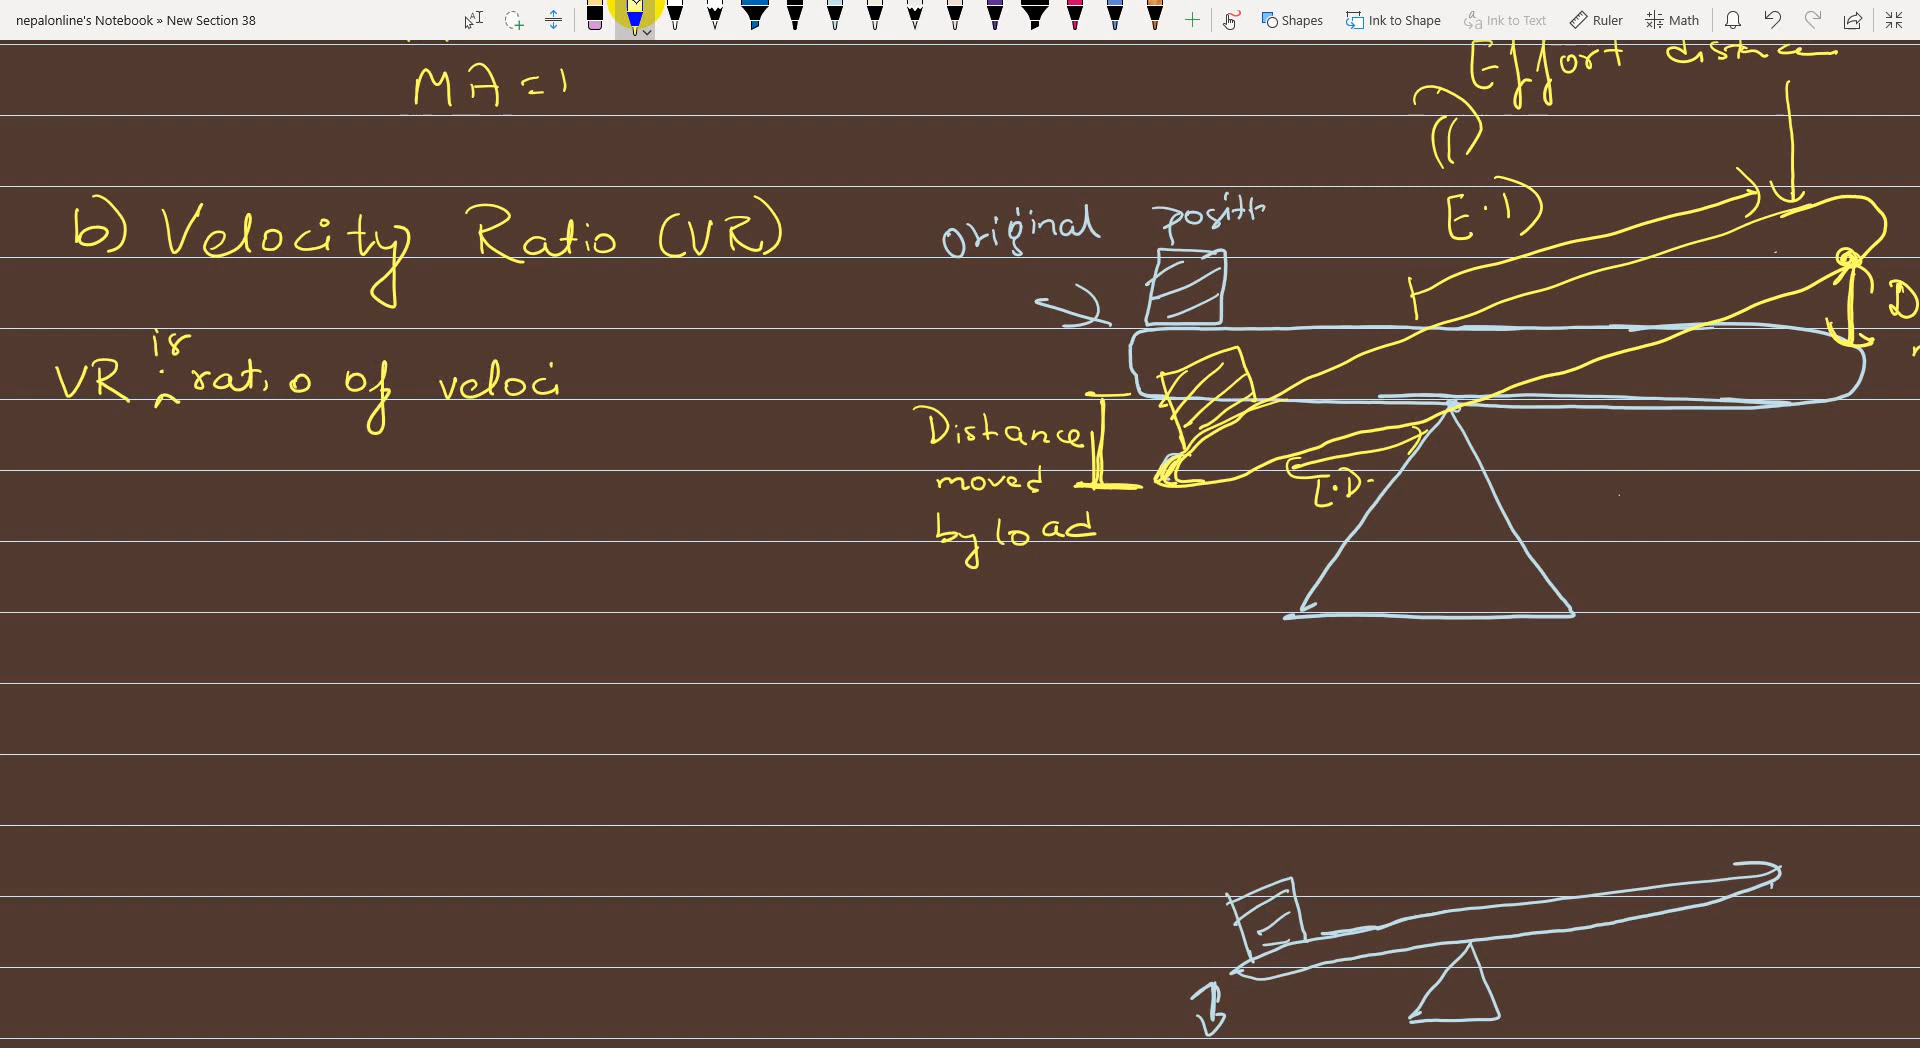 nepalonline's Notebook » New Section 38
Shapes
Ink to Shape
Ink to Text
Ruler
Math
MA = 1
Effort distance
b) Velocity Ratio (VR)
Original
E.D
VR is ratio of veloci
D
Distance
moved
by load
L.D.